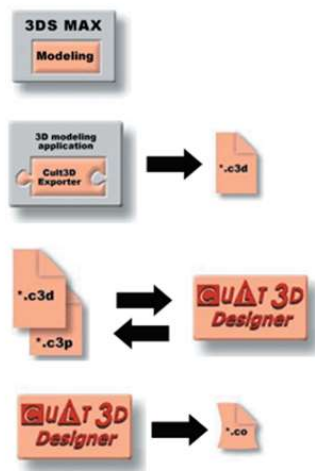 3DS MAX
Modeling
3D modeling
application
Cult3D
Exporter
*.c3d
*.c3d
*.c3p
CULT 3D
Designer
CULT 3D
Designer
*.co